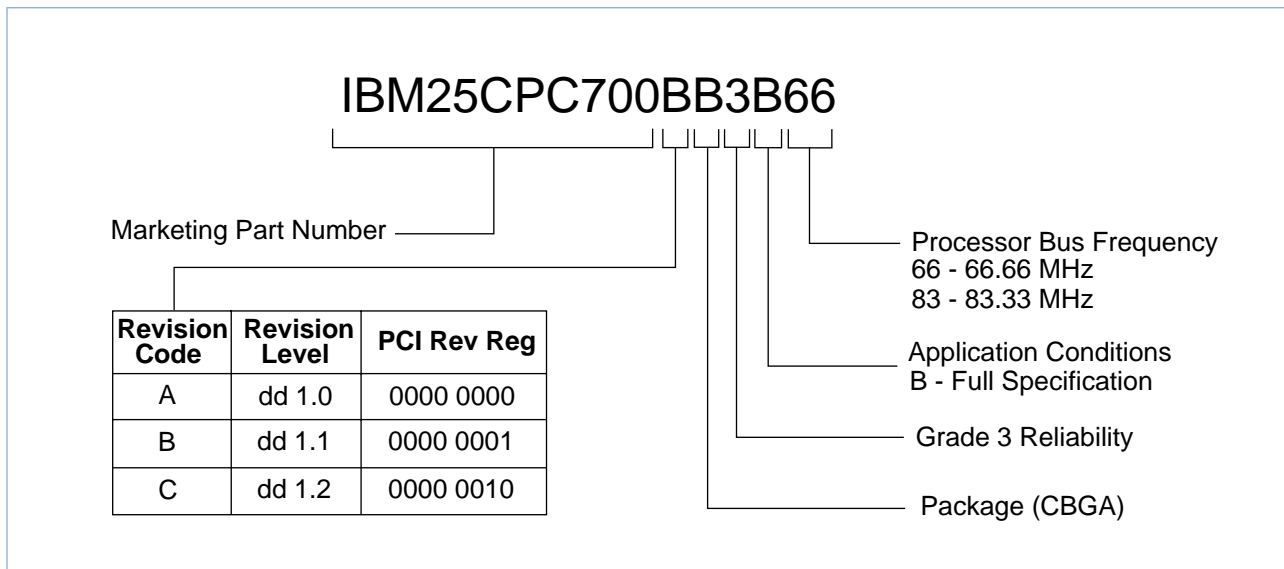 IBM25CPC700BB3B66
Marketing Part Number
Processor Bus Frequency
66 - 66.66 MHz
83 - 83.33 MHz
Application Conditions
B - Full Specification
Grade 3 Reliability
Package (CBGA)
Revision Code Revision Level PCI Rev Reg
A dd 1.0 0000 0000
B dd 1.1 0000 0001
C dd 1.2 0000 0010